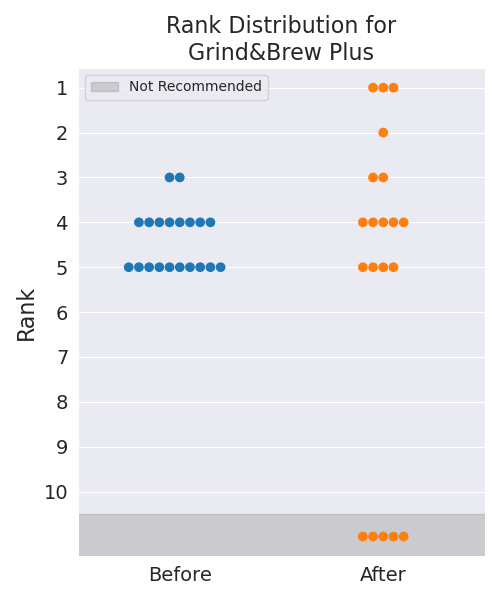 Rank Distribution for
Grind&Brew Plus
Not Recommended
1
2
3
4
5
6
7
8
9
10
Rank
Before
After